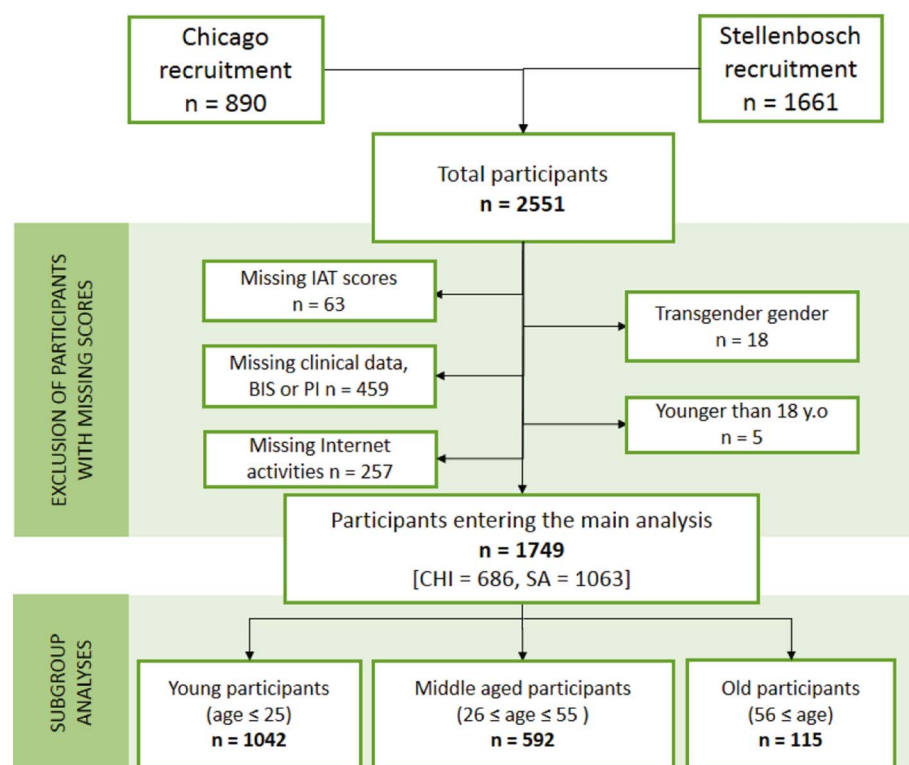 Chicago
recruitment
n = 890
Stellenbosch
recruitment
n = 1661
Total participants
n = 2551
EXCLUSION OF PARTICIPANTS
WITH MISSING SCORES
Missing IAT scores
n = 63
Transgender gender
n = 18
Missing clinical data,
BIS or PI n = 459
Younger than 18 y.o
n = 5
Missing Internet
activities n = 257
Participants entering the main analysis
n = 1749
[CHI = 686, SA = 1063]
SUBGROUP
ANALYSES
Young participants
(age ≤ 25)
n = 1042
Middle aged participants
(26 ≤ age ≤ 55 )
n = 592
Old participants
(56 ≤ age)
n = 115